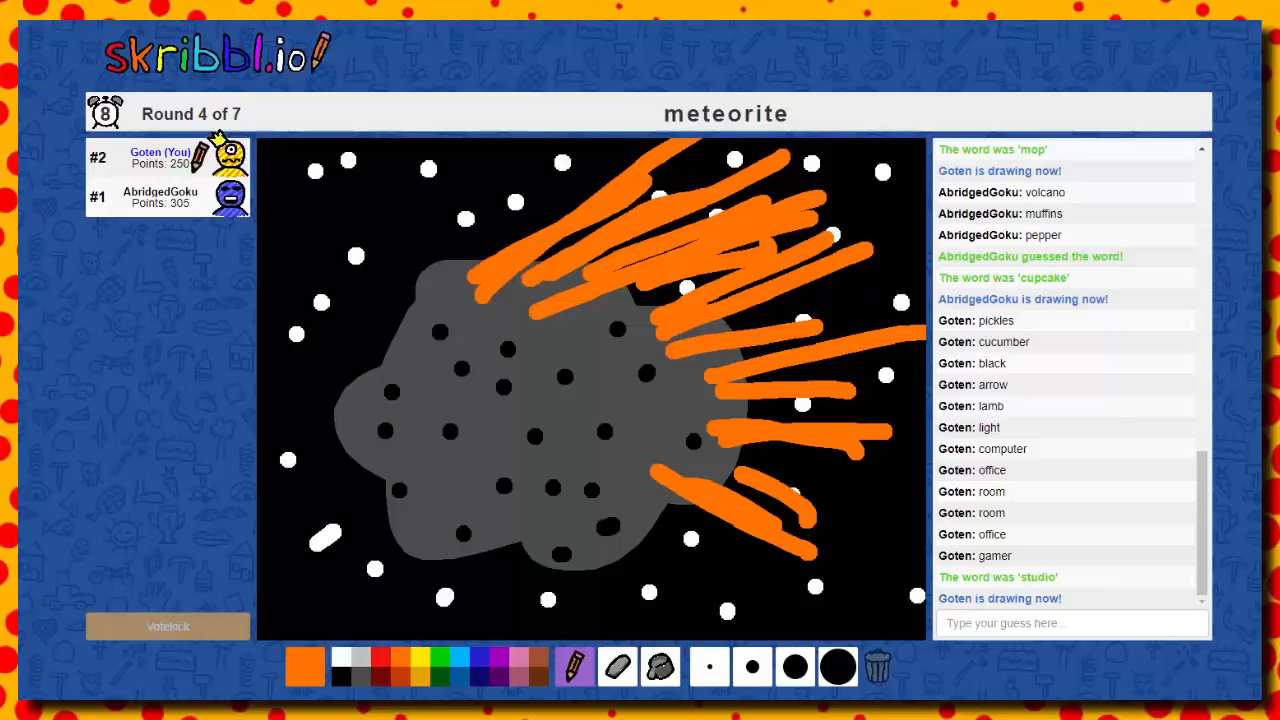 skribbl.io
8
Round 4 of 7
meteorite
#2
Goten (You)
Points: 250
#1
AbridgedGoku
Points: 305
Votekick
The word was 'mop'
Goten is drawing now!
AbridgedGoku: volcano
AbridgedGoku: muffins
AbridgedGoku: pepper
AbridgedGoku guessed the word!
The word was 'cupcake'
AbridgedGoku is drawing now!
Goten: pickles
Goten: cucumber
Goten: black
Goten: arrow
Goten: lamb
Goten: light
Goten: computer
Goten: office
Goten: room
Goten: room
Goten: office
Goten: gamer
The word was 'studio'
Goten is drawing now!
Type your guess here...